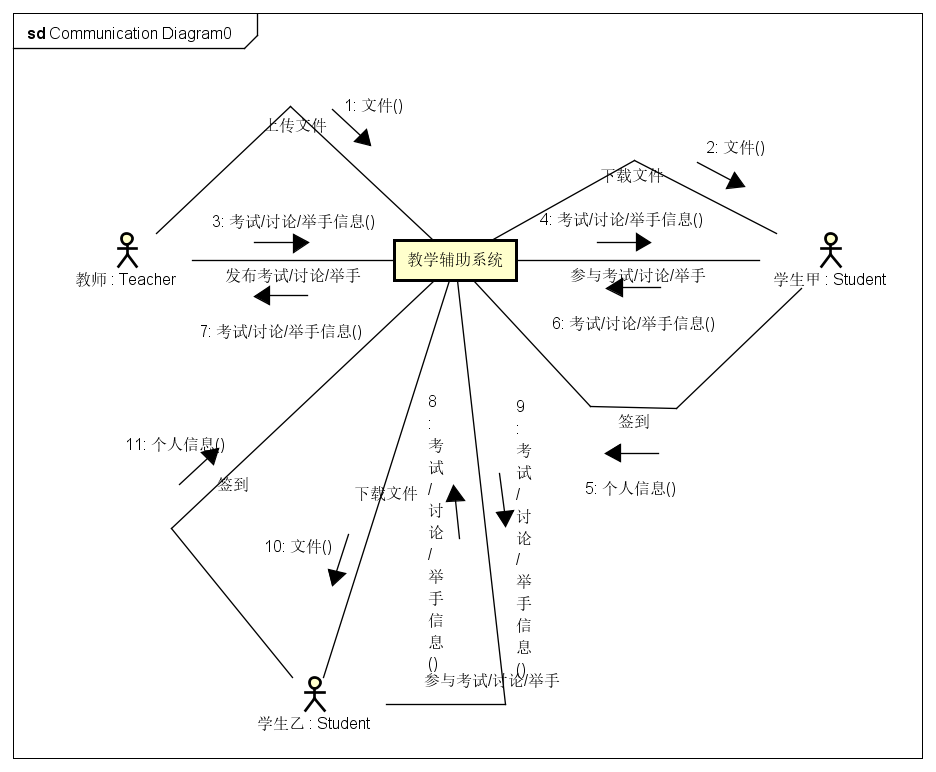 sd Communication Diagram0
1: 文件()
上传文件
2: 文件()
下载文件
3: 考试/讨论/举手信息()
4: 考试/讨论/举手信息()
教学辅助系统
教师 : Teacher
发布考试/讨论/举手
参与考试/讨论/举手
学生甲 : Student
7: 考试/讨论/举手信息()
6: 考试/讨论/举手信息()
8: 考试/讨论/举手信息()
9: 考试/讨论/举手信息()
签到
11: 个人信息()
签到
下载文件
5: 个人信息()
10: 文件()
参与考试/讨论/举手
学生乙 : Student